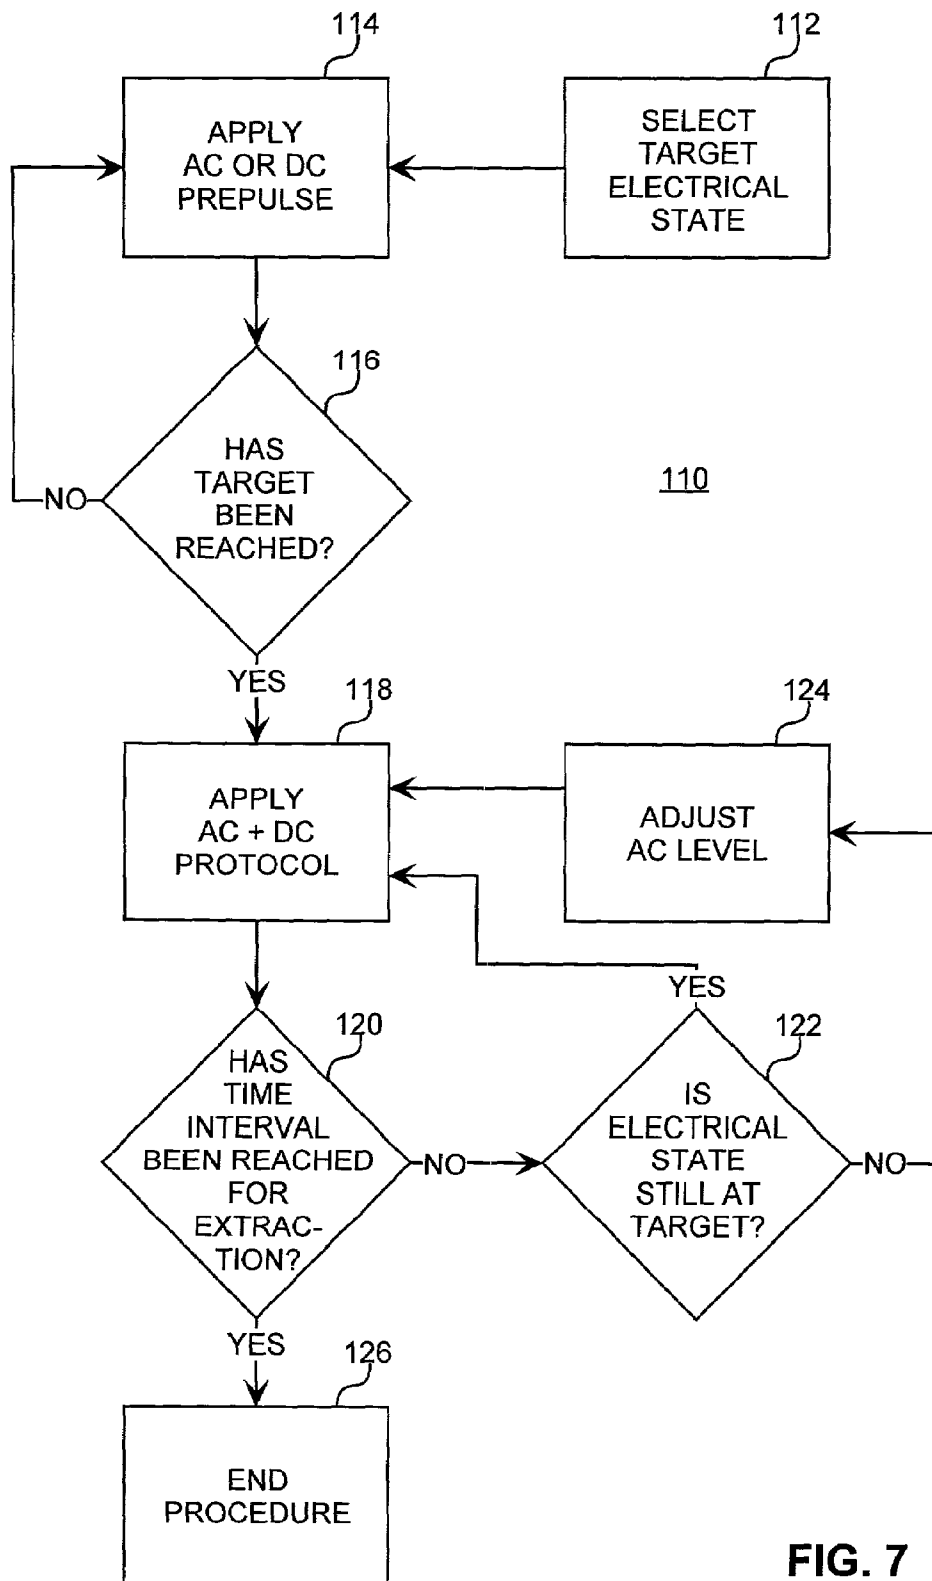 114
112
APPLY
AC OR DC
PREPULSE
SELECT
TARGET
ELECTRICAL
STATE
116
HAS
TARGET
BEEN
REACHED?
NO
110
YES
118
124
APPLY
AC + DC
PROTOCOL
ADJUST
AC LEVEL
YES
120
122
HAS
TIME
INTERVAL
BEEN REACHED
FOR
EXTRAC-
TION?
NO
IS
ELECTRICAL
STATE
STILL AT
TARGET?
NO
YES
126
END
PROCEDURE
FIG. 7